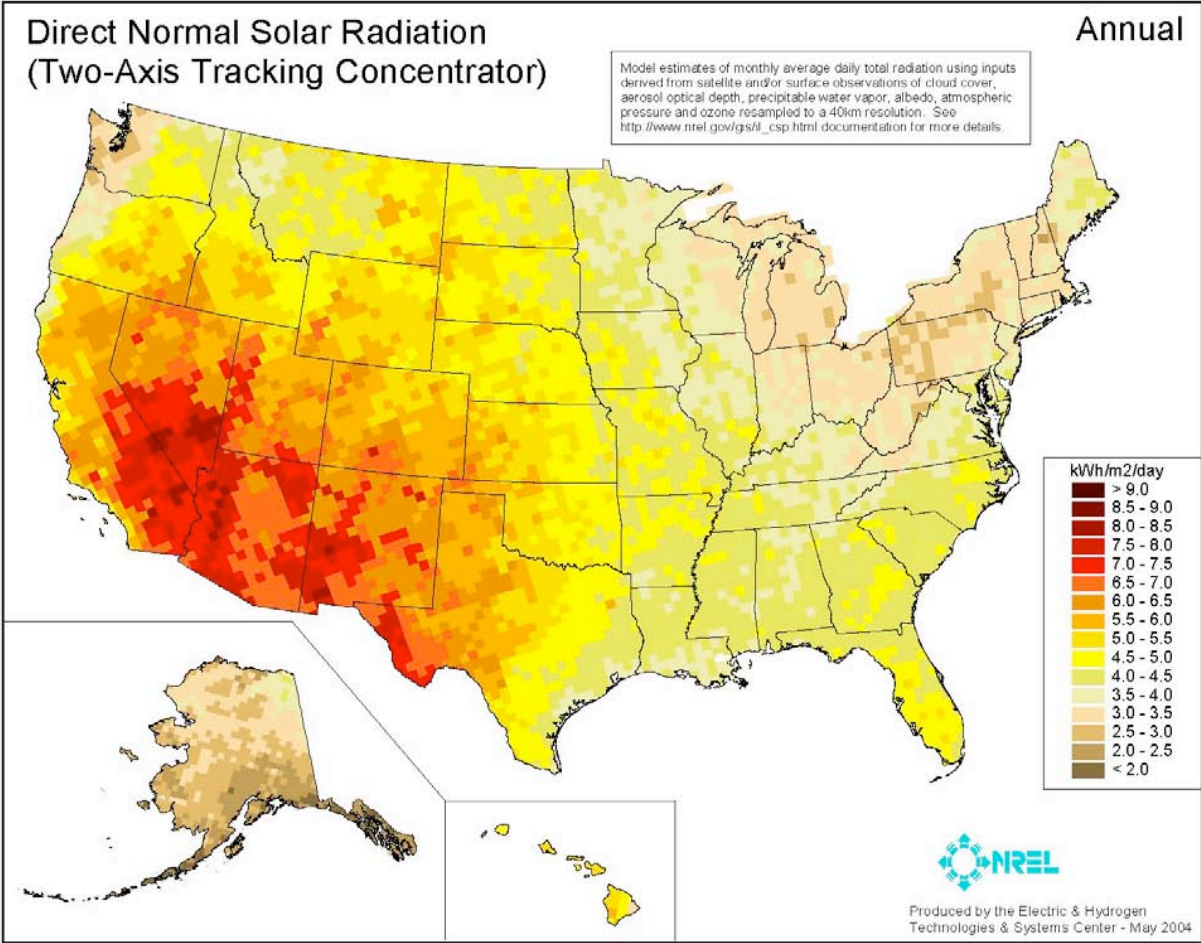 Direct Normal Solar Radiation
(Two-Axis Tracking Concentrator)
Annual
Model estimates of monthly average daily total radiation using inputs
derived from satellite and/or surface observations of cloud cover,
aerosol optical depth, precipitable water vapor, albedo, atmospheric
pressure and ozone resampled to a 40km resolution. See
http://www.nrel.gov/gis/il_csp.html documentation for more details.
kWh/m2/day
> 9.0
8.5 - 9.0
8.0 - 8.5
7.5 - 8.0
7.0 - 7.5
6.5 - 7.0
6.0 - 6.5
5.5 - 6.0
5.0 - 5.5
4.5 - 5.0
4.0 - 4.5
3.5 - 4.0
3.0 - 3.5
2.5 - 3.0
2.0 - 2.5
< 2.0
NREL
Produced by the Electric & Hydrogen
Technologies & Systems Center - May 2004